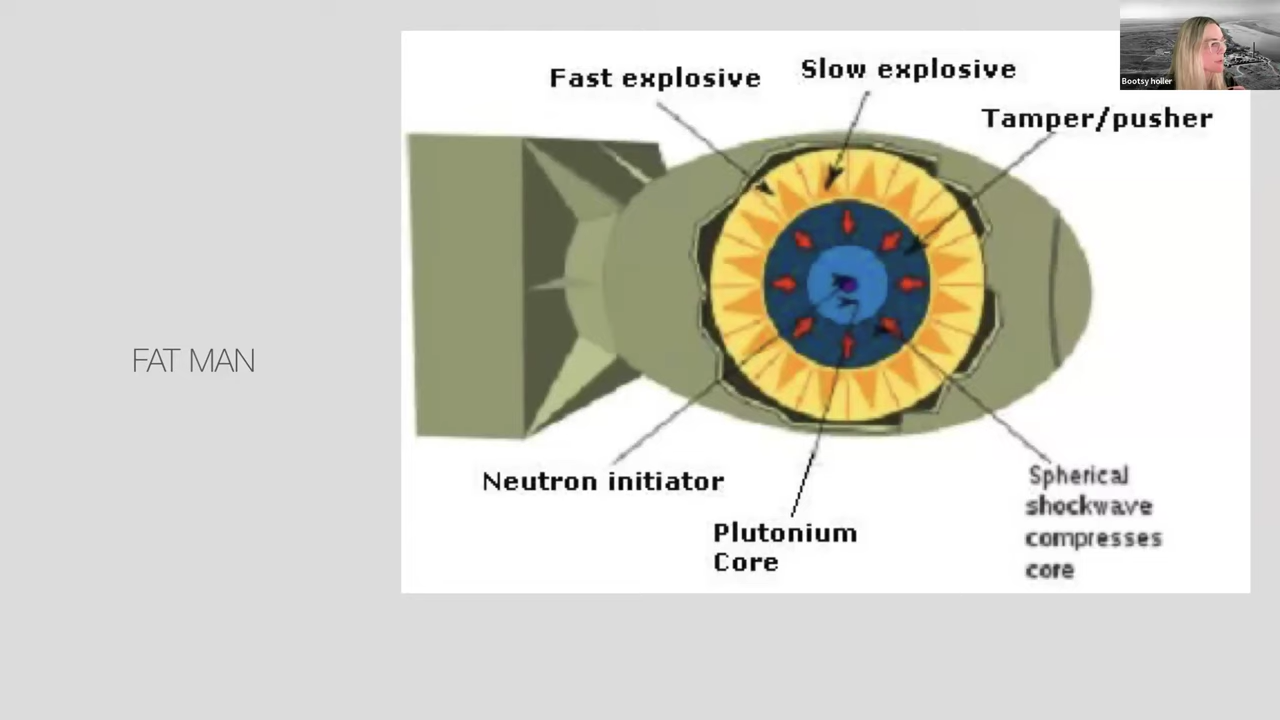 Bootsy holler
Fast explosive
Slow explosive
Tamper/pusher
FAT MAN
Neutron initiator
Plutonium
Core
Spherical
shockwave
compresses
core